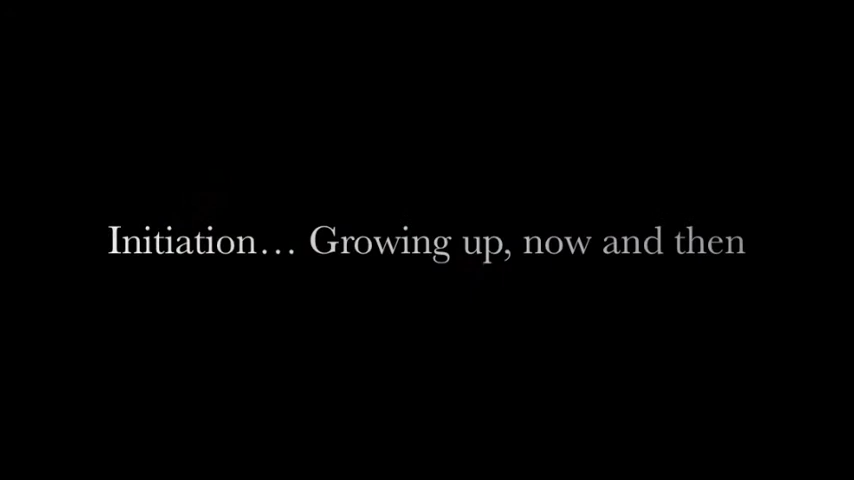 Initiation… Growing up, now and then